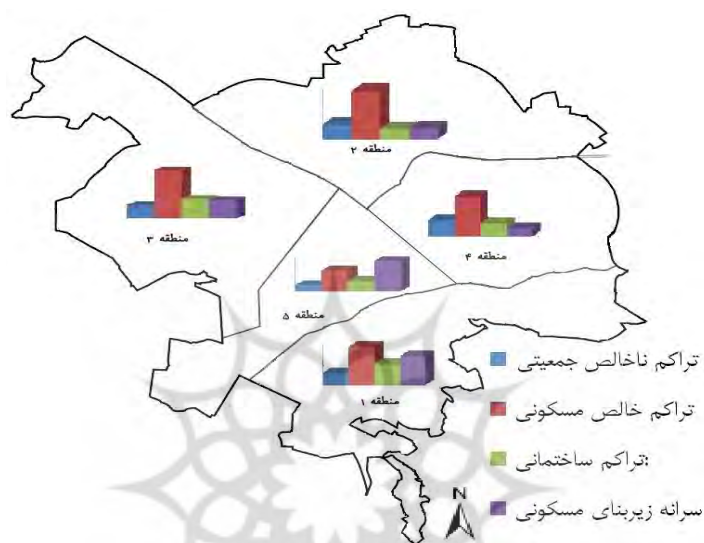 منطقه ۲
منطقه ۳
منطقه ۴
منطقه ۵
منطقه ۱
تراکم ناخالص جمعیتی
تراکم خالص مسکونی
تراکم ساختمانی:
سرانه زیربنای مسکونی
N